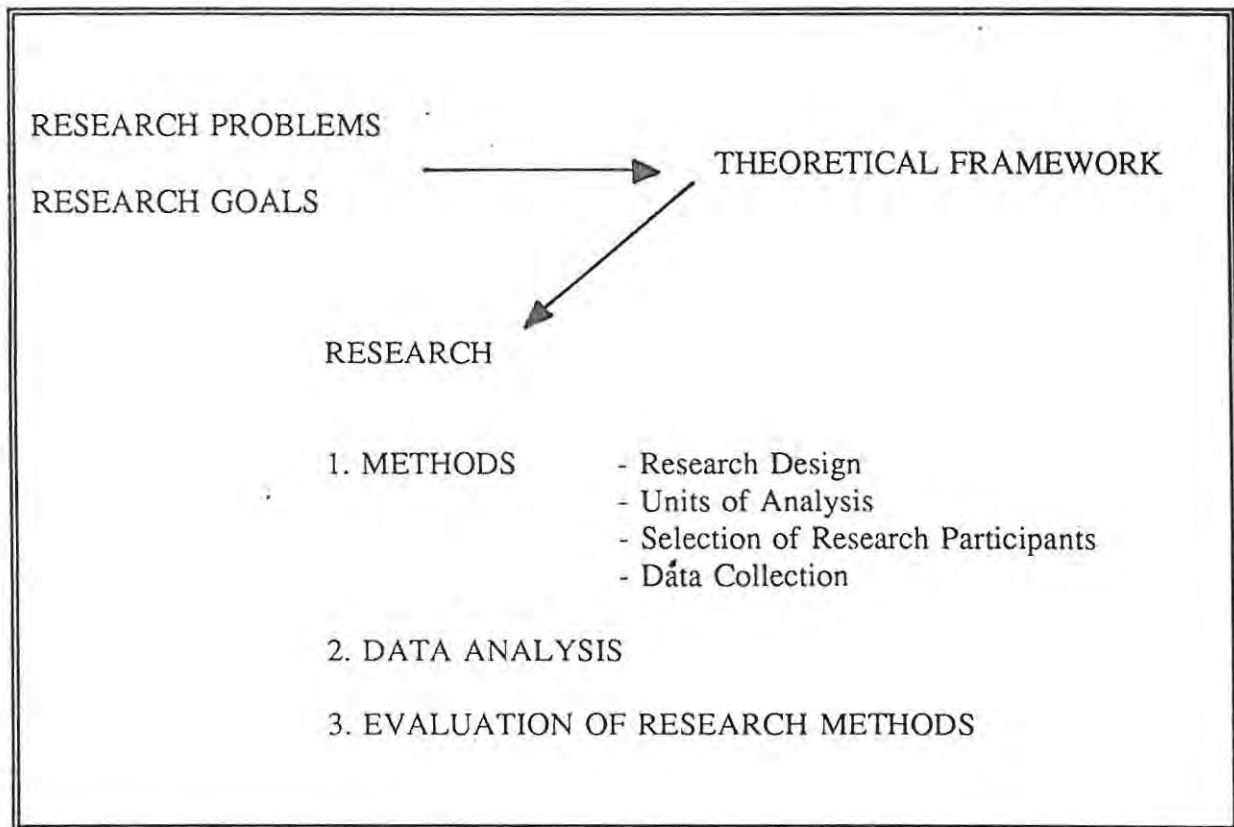 RESEARCH PROBLEMS
THEORETICAL FRAMEWORK
RESEARCH GOALS
RESEARCH
1. METHODS - Research Design
- Units of Analysis
- Selection of Research Participants
- Data Collection
2. DATA ANALYSIS
3. EVALUATION OF RESEARCH METHODS